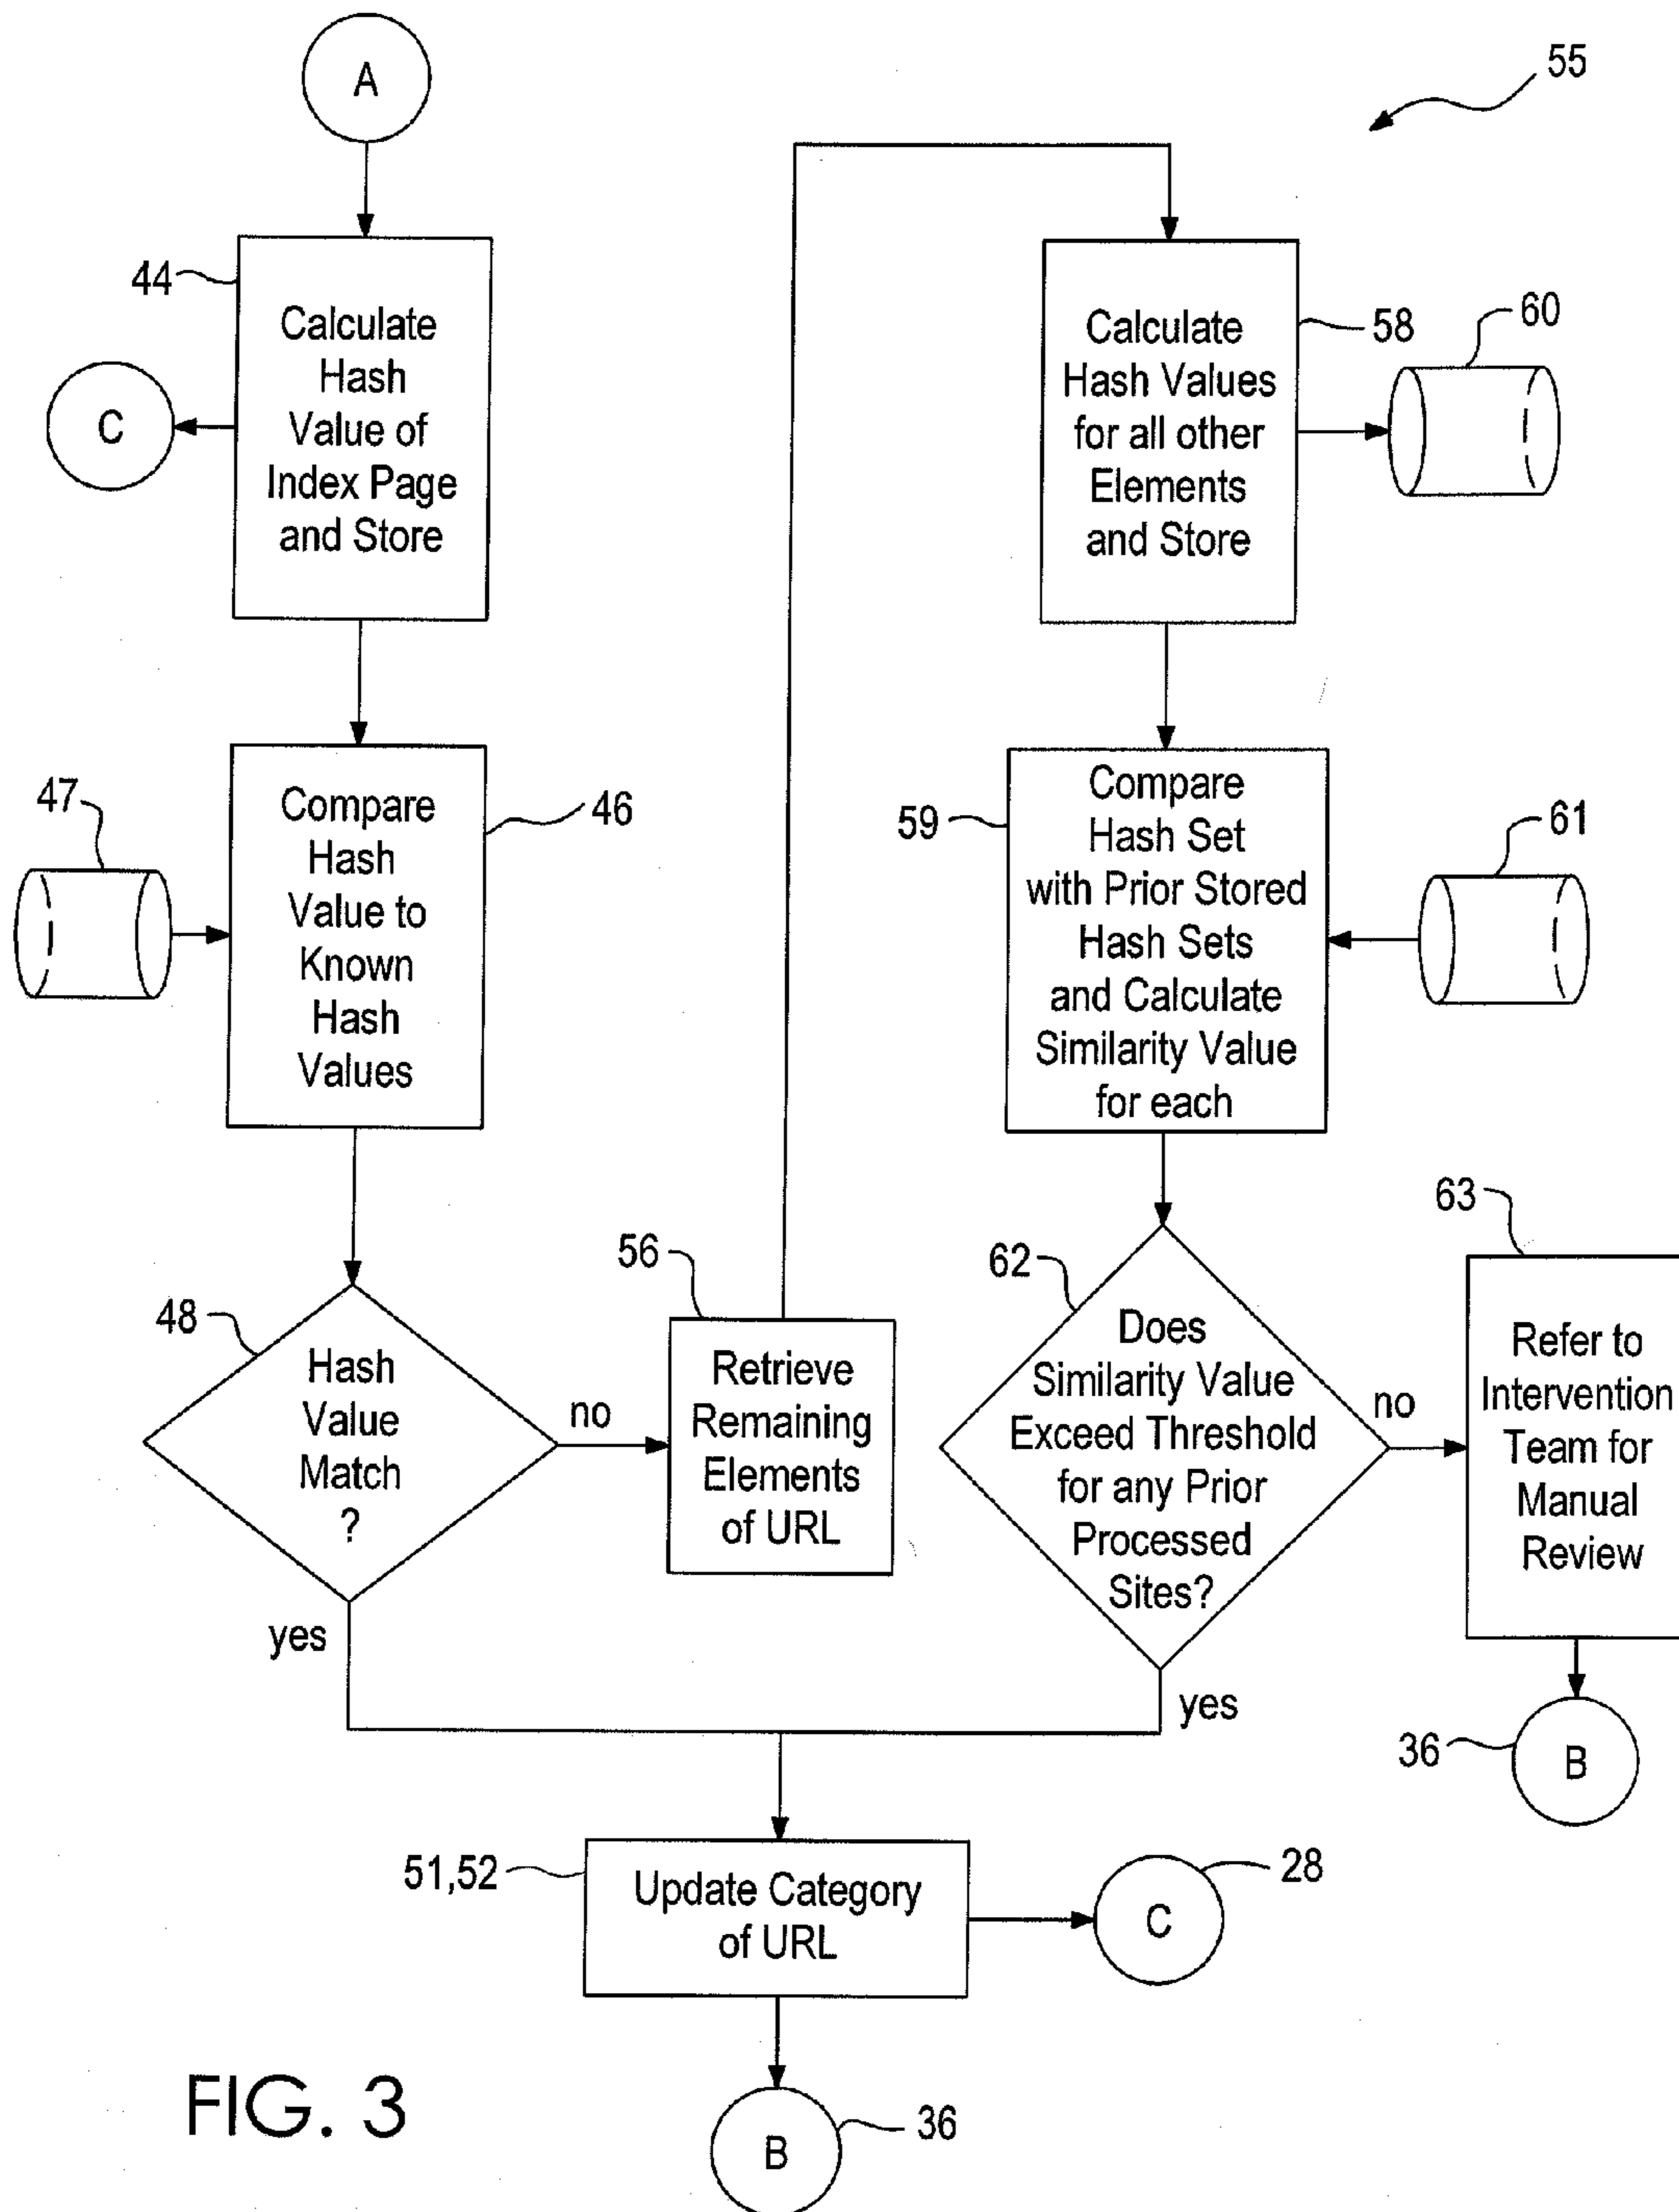 A
55
44
Calculate
Hash
Value of
Index Page
and Store
C
47
Compare
Hash
Value to
Known
Hash
Values
46
48
Hash
Value
Match
?
no
yes
56
Retrieve
Remaining
Elements
of URL
Calculate
Hash Values
for all other
Elements
and Store
58
60
59
Compare
Hash Set
with Prior Stored
Hash Sets
and Calculate
Similarity Value
for each
61
62
Does
Similarity Value
Exceed Threshold
for any Prior
Processed
Sites?
no
yes
63
Refer to
Intervention
Team for
Manual
Review
36
B
51,52
Update Category
of URL
28
C
B
36
FIG. 3